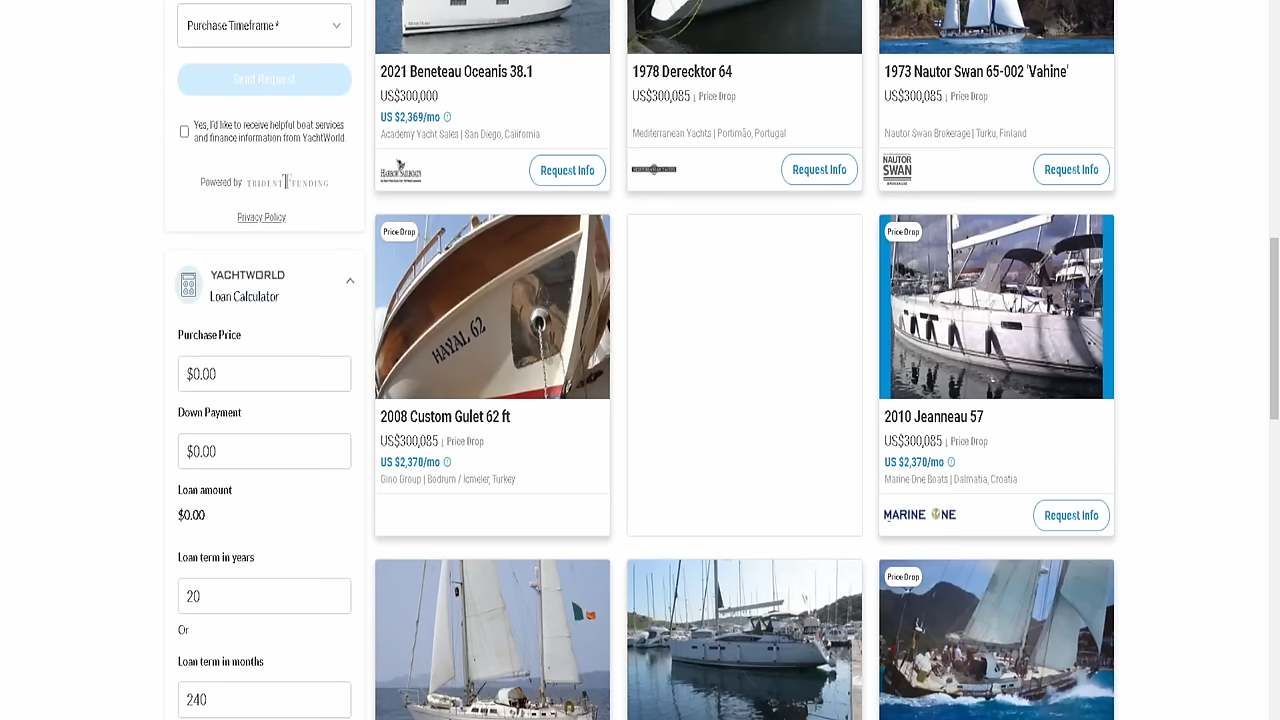 Purchase Timeframe *
Send Request
Yes, I'd like to receive helpful boat services
and finance information from YachtWorld.
Powered by TRIDENT FUNDING
Privacy Policy
YACHTWORLD
Loan Calculator
Purchase Price
$0.00
Down Payment
$0.00
Loan amount
$0.00
Loan term in years
20
Or
Loan term in months
240
2021 Beneteau Oceanis 38.1
US$300,000
US $2,369/mo
Academy Yacht Sales | San Diego, California
HARBOR SAILBOATS
Request Info
1978 Derecktor 64
US$300,085 | Price Drop
Mediterranean Yachts | Portimão, Portugal
Request Info
1973 Nautor Swan 65-002 'Vahine'
US$300,085 | Price Drop
Nautor Swan Brokerage | Turku, Finland
NAUTOR
SWAN
Request Info
Price Drop
HAYAL 62
2008 Custom Gulet 62 ft
US$300,085 | Price Drop
US $2,370/mo
Gino Group | Bodrum / Icmeler, Turkey
Price Drop
2010 Jeanneau 57
US$300,085 | Price Drop
US $2,370/mo
Marine One Boats | Dalmatia, Croatia
MARINE ONE
Request Info
Price Drop